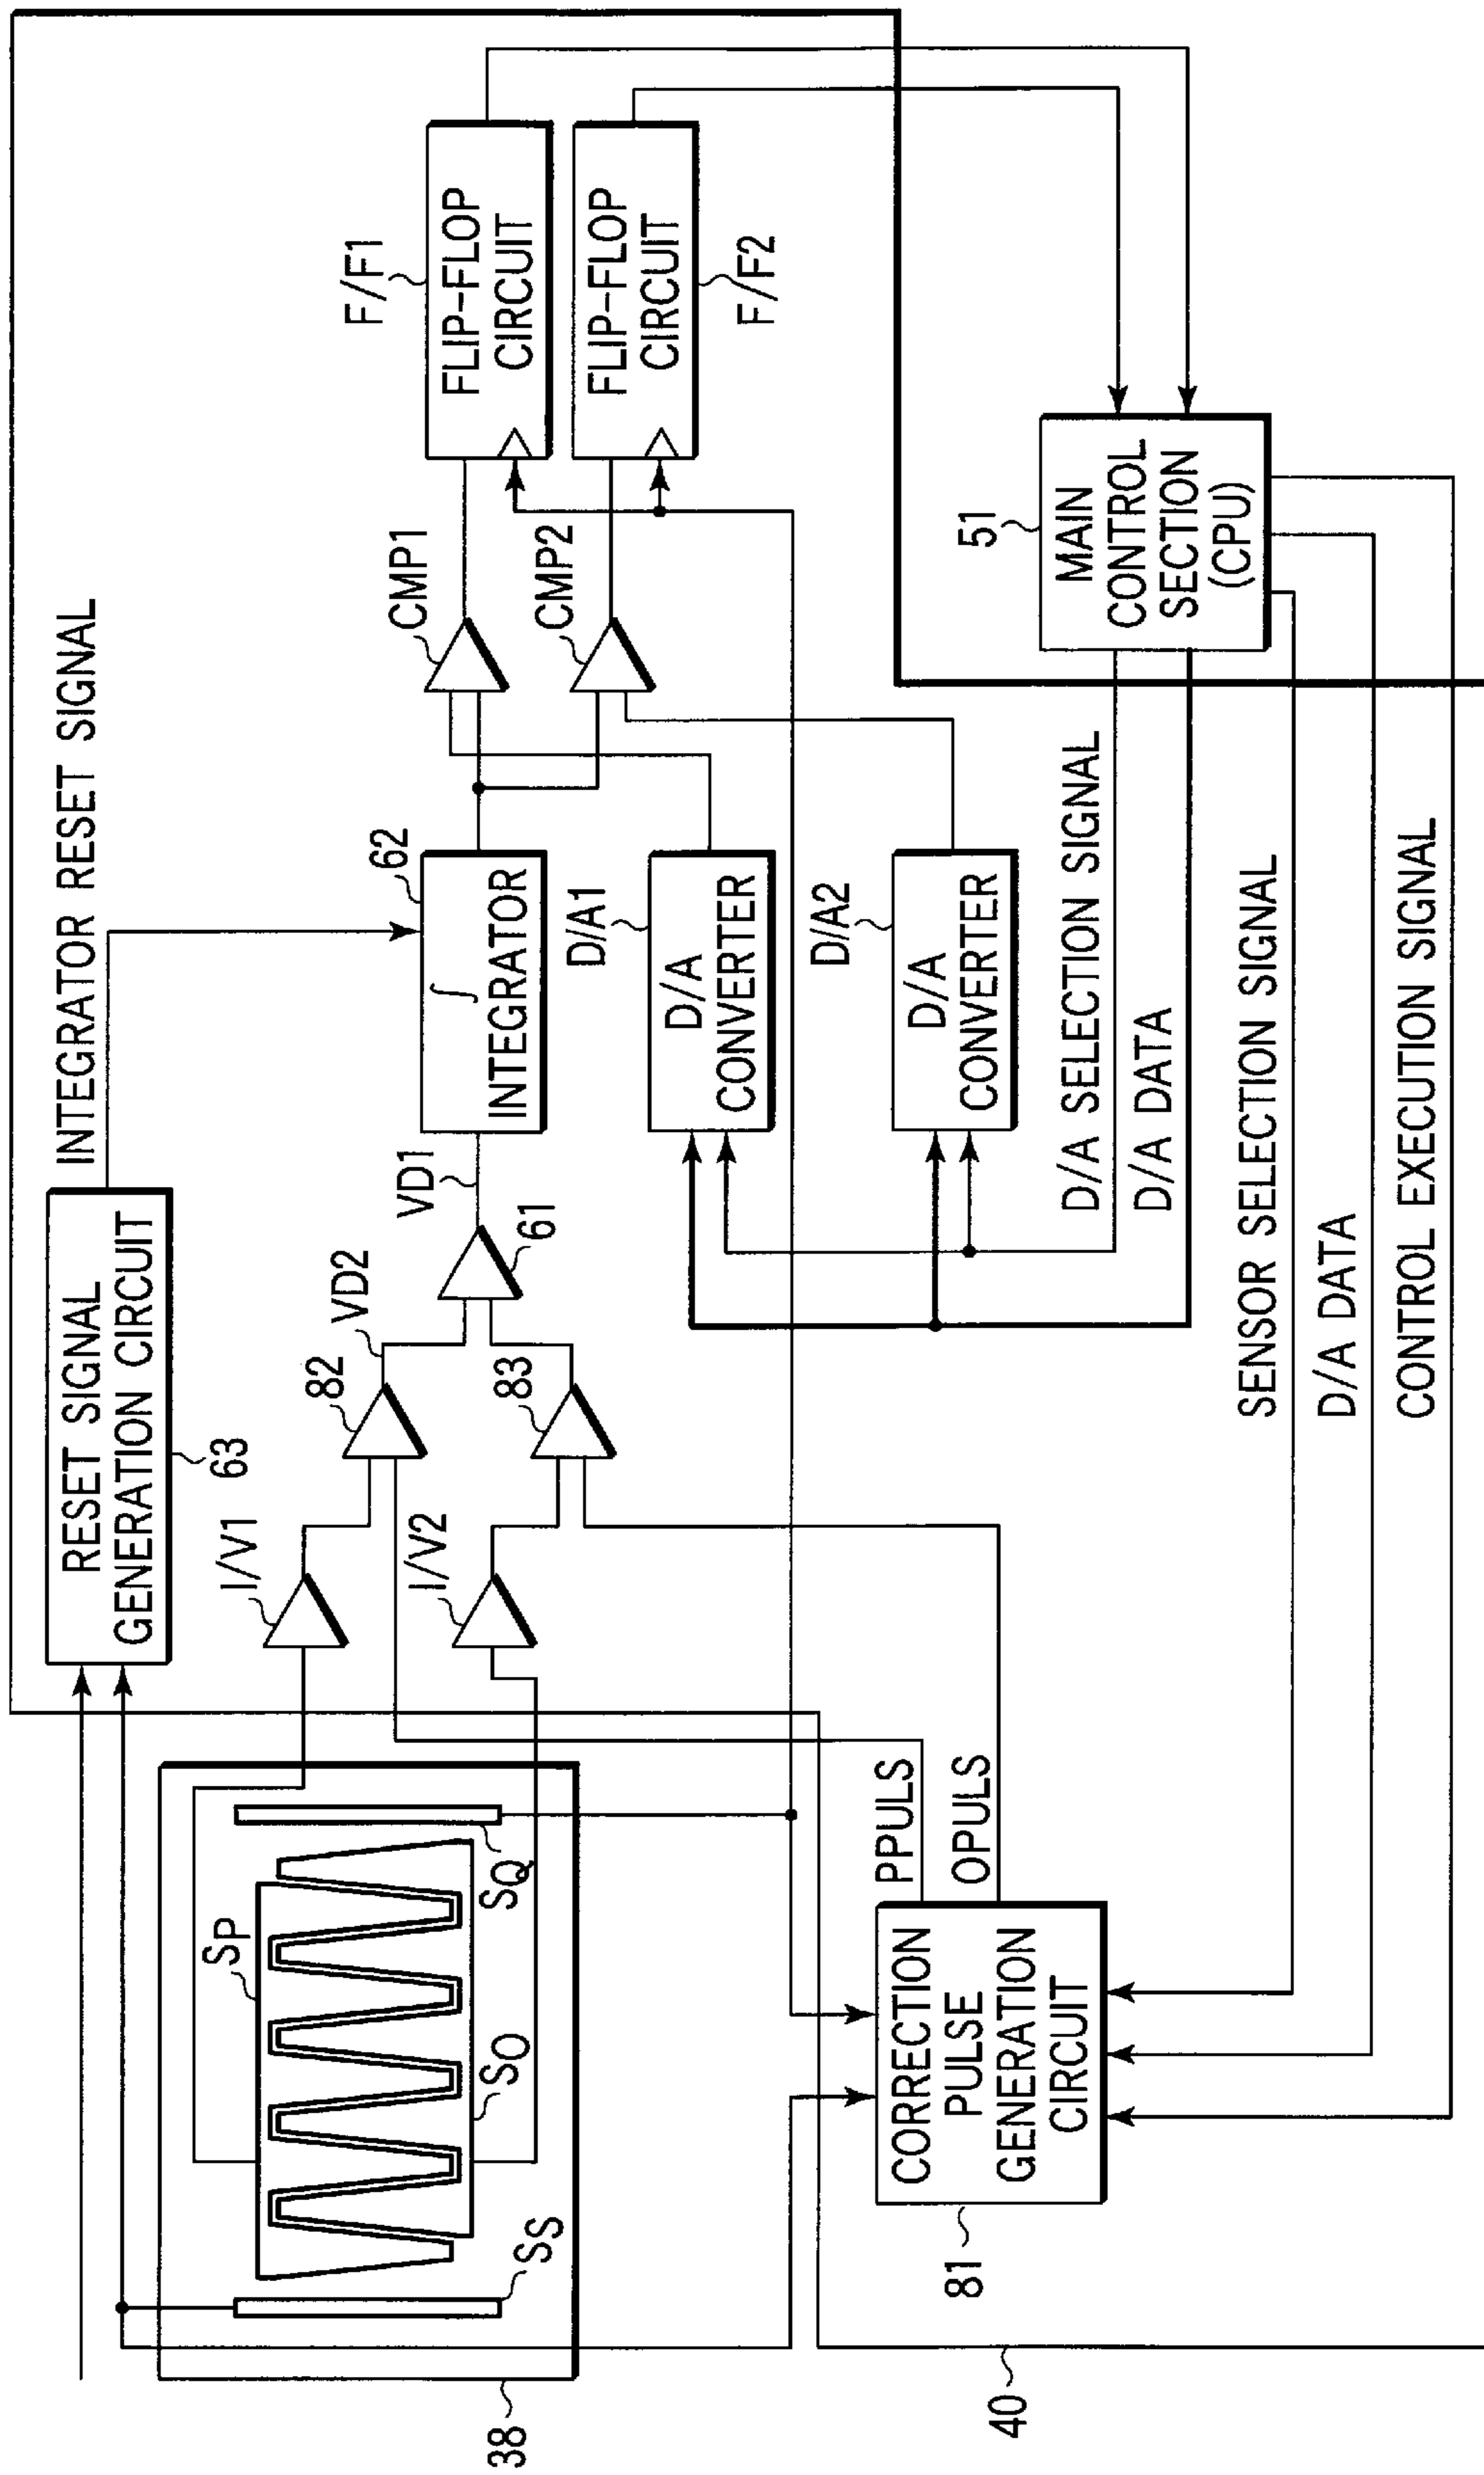 INTEGRATOR RESET SIGNAL
RESET SIGNAL
GENERATION CIRCUIT
63
I/V1
I/V2
82
VD2
83
VD1
61
62
∫
INTEGRATOR
CMP1
CMP2
F/F1
FLIP-FLOP
CIRCUIT
FLIP-FLOP
CIRCUIT
F/F2
D/A1
D/A
CONVERTER
D/A2
D/A
CONVERTER
51
MAIN
CONTROL
SECTION
(CPU)
D/A SELECTION SIGNAL
D/A DATA
SENSOR SELECTION SIGNAL
D/A DATA
CONTROL EXECUTION SIGNAL
SP
SQ
SO
SS
38
PPULS
OPULS
CORRECTION
PULSE
GENERATION
CIRCUIT
81
40